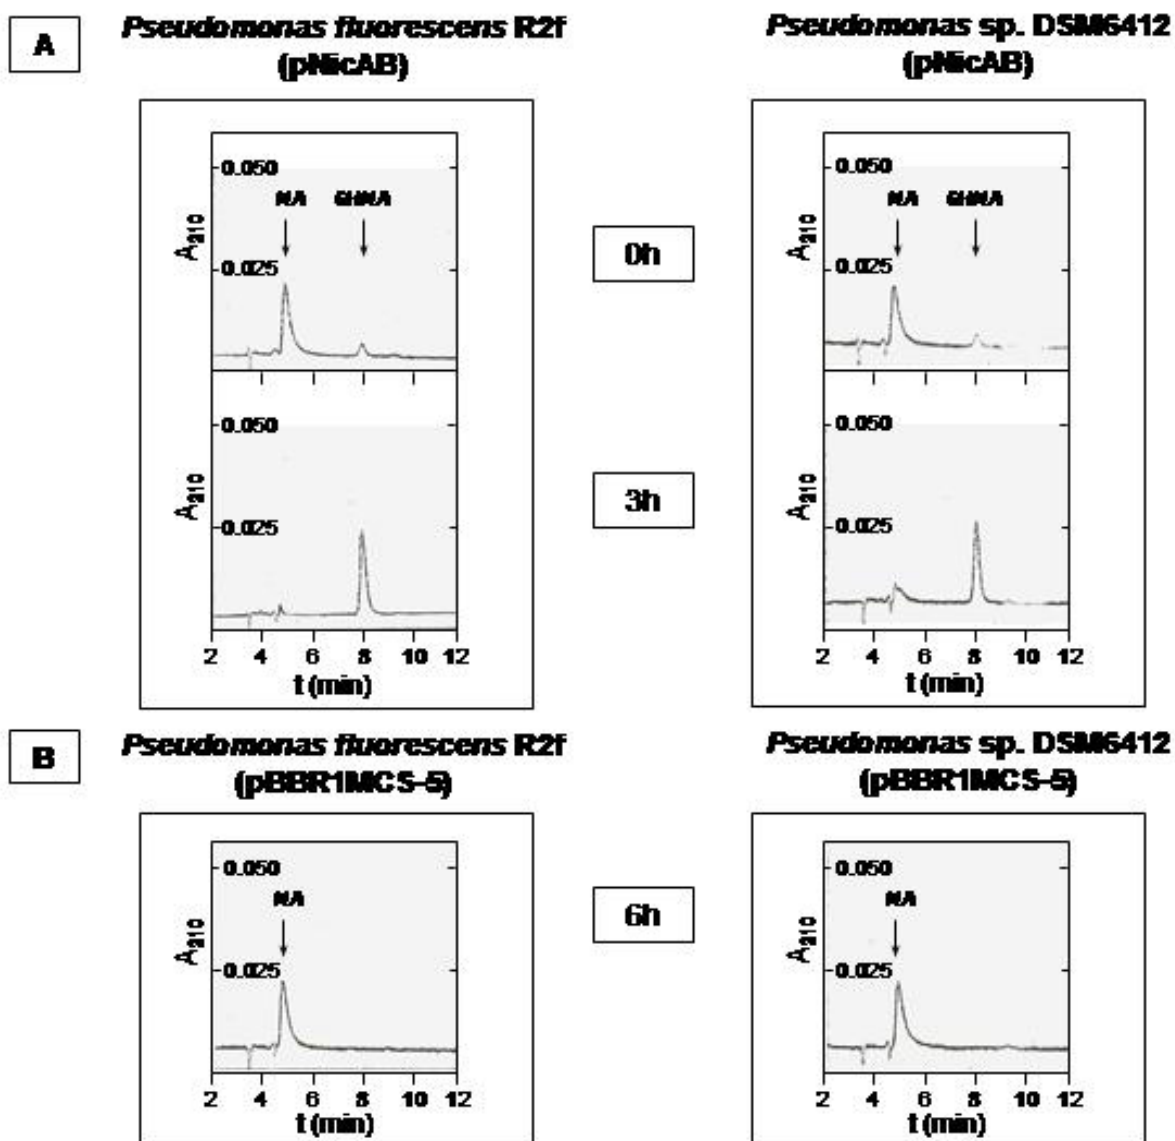 A
Pseudomonas fluorescens R2f
(pNicAB)
Pseudomonas sp. DSM6412
(pNicAB)
0.050
NA 6HNA
A210
0.025
0h
0.050
NA 6HNA
A210
0.025
0.050
A210
0.025
2 4 6 8 10 12
t (min)
3h
0.050
A210
0.025
2 4 6 8 10 12
t (min)
B
Pseudomonas fluorescens R2f
(pBBR1MCS-5)
Pseudomonas sp. DSM6412
(pBBR1MCS-5)
0.050
NA
A210
0.025
2 4 6 8 10 12
t (min)
6h
0.050
NA
A210
0.025
2 4 6 8 10 12
t (min)